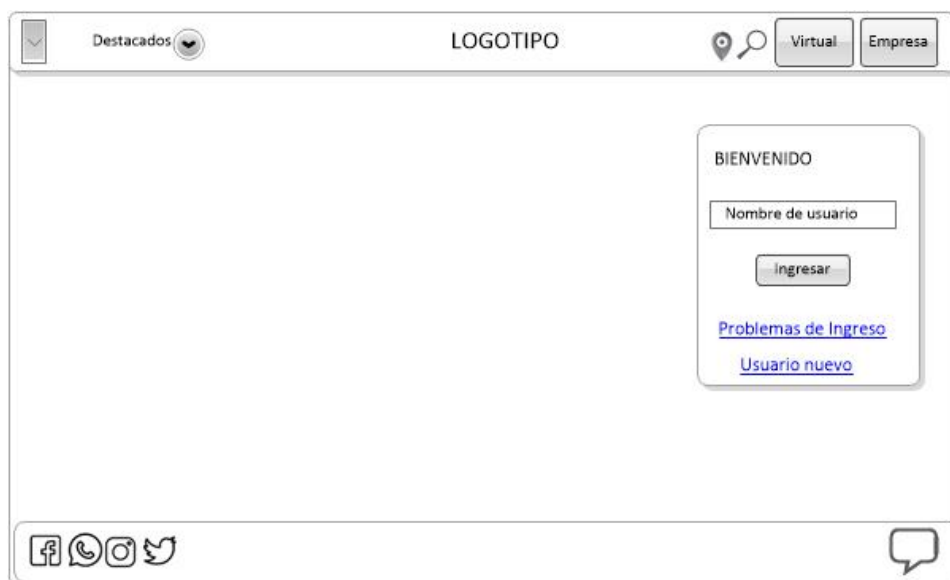 Destacados
LOGOTIPO
Virtual
Empresa
BIENVENIDO
Nombre de usuario
Ingresar
Problemas de Ingreso
Usuario nuevo